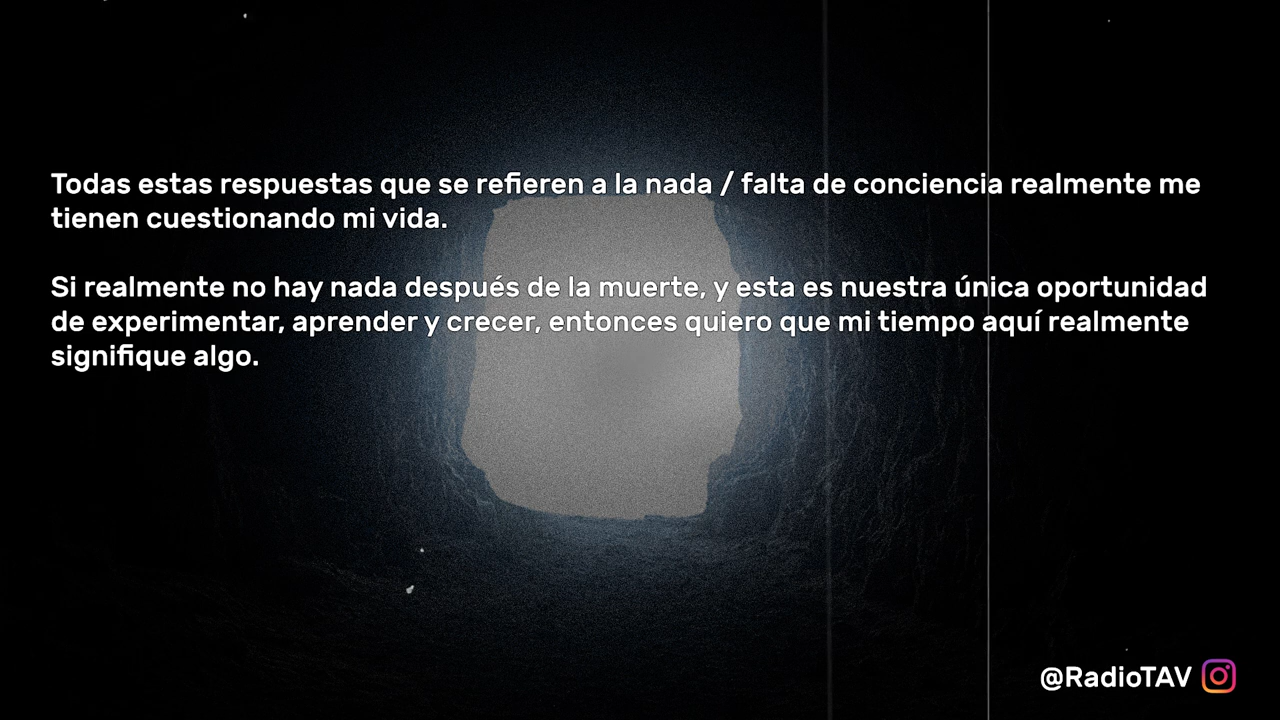 Todas estas respuestas que se refieren a la nada / falta de conciencia realmente me
tienen cuestionando mi vida.
Si realmente no hay nada después de la muerte, y esta es nuestra única oportunidad
de experimentar, aprender y crecer, entonces quiero que mi tiempo aquí realmente
signifique algo.
@RadioTAV